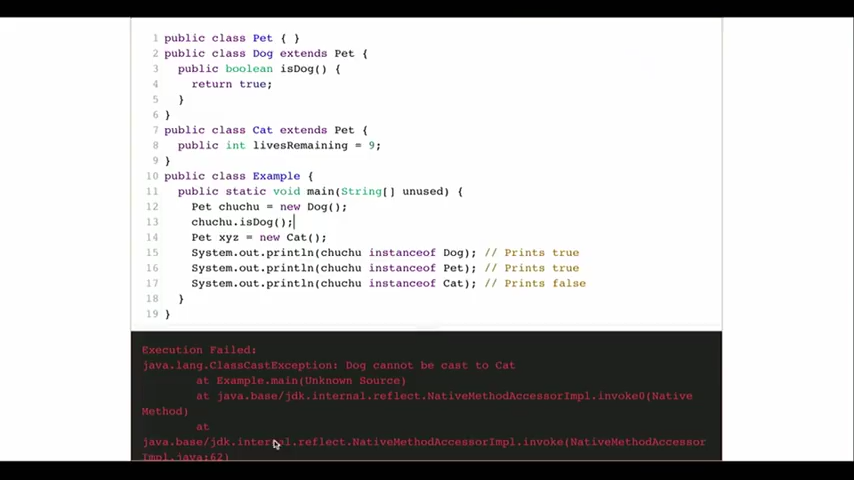 1 public class Pet { }
2 public class Dog extends Pet {
3 public boolean isDog() {
4 return true;
5 }
6 }
7 public class Cat extends Pet {
8 public int livesRemaining = 9;
9 }
10 public class Example {
11 public static void main(String[] unused) {
12 Pet chuchu = new Dog();
13 chuchu.isDog();
14 Pet xyz = new Cat();
15 System.out.println(chuchu instanceof Dog); // Prints true
16 System.out.println(chuchu instanceof Pet); // Prints true
17 System.out.println(chuchu instanceof Cat); // Prints false
18 }
19 }
Execution Failed:
java.lang.ClassCastException: Dog cannot be cast to Cat
at Example.main(Unknown Source)
at java.base/jdk.internal.reflect.NativeMethodAccessorImpl.invoke0(Native
Method)
at
java.base/jdk.internal.reflect.NativeMethodAccessorImpl.invoke(NativeMethodAccessor
Impl.java:62)